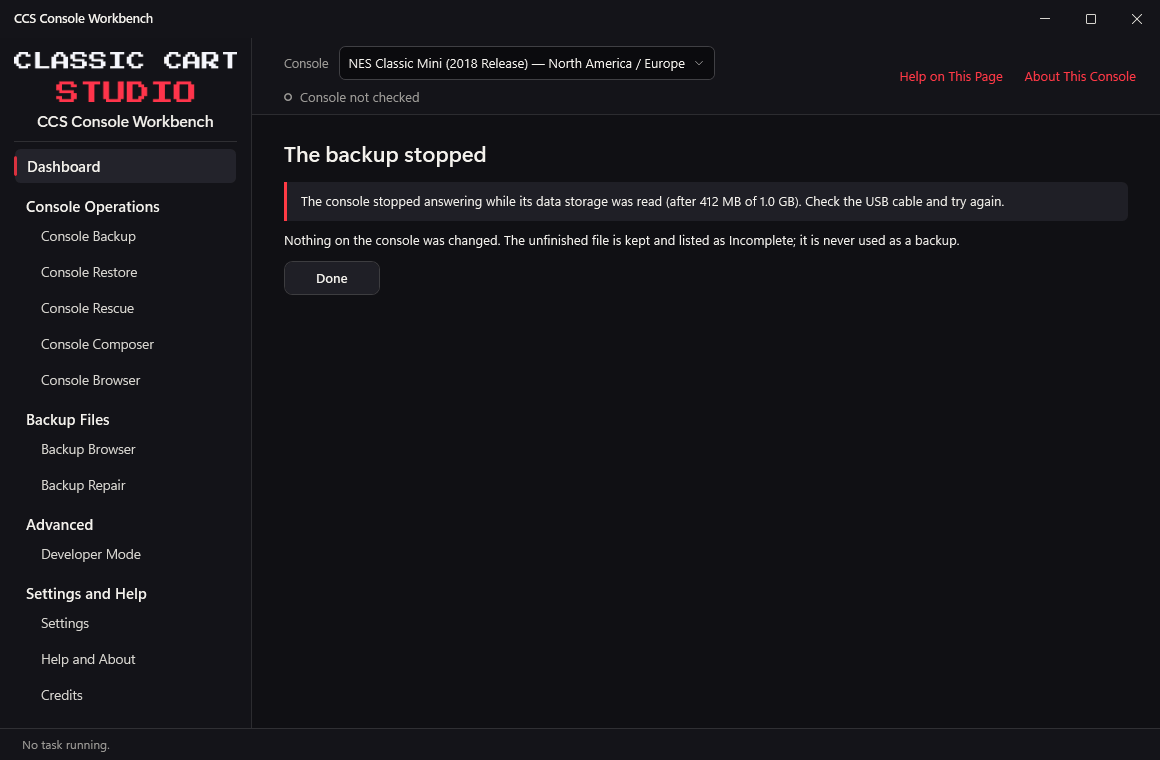 CCS Console Workbench
CLASSIC CART
STUDIO
CCS Console Workbench
Dashboard
Console Operations
Console Backup
Console Restore
Console Rescue
Console Composer
Console Browser
Backup Files
Backup Browser
Backup Repair
Advanced
Developer Mode
Settings and Help
Settings
Help and About
Credits
Console
NES Classic Mini (2018 Release) — North America / Europe
Console not checked
Help on This Page
About This Console
The backup stopped
The console stopped answering while its data storage was read (after 412 MB of 1.0 GB). Check the USB cable and try again.
Nothing on the console was changed. The unfinished file is kept and listed as Incomplete; it is never used as a backup.
Done
No task running.